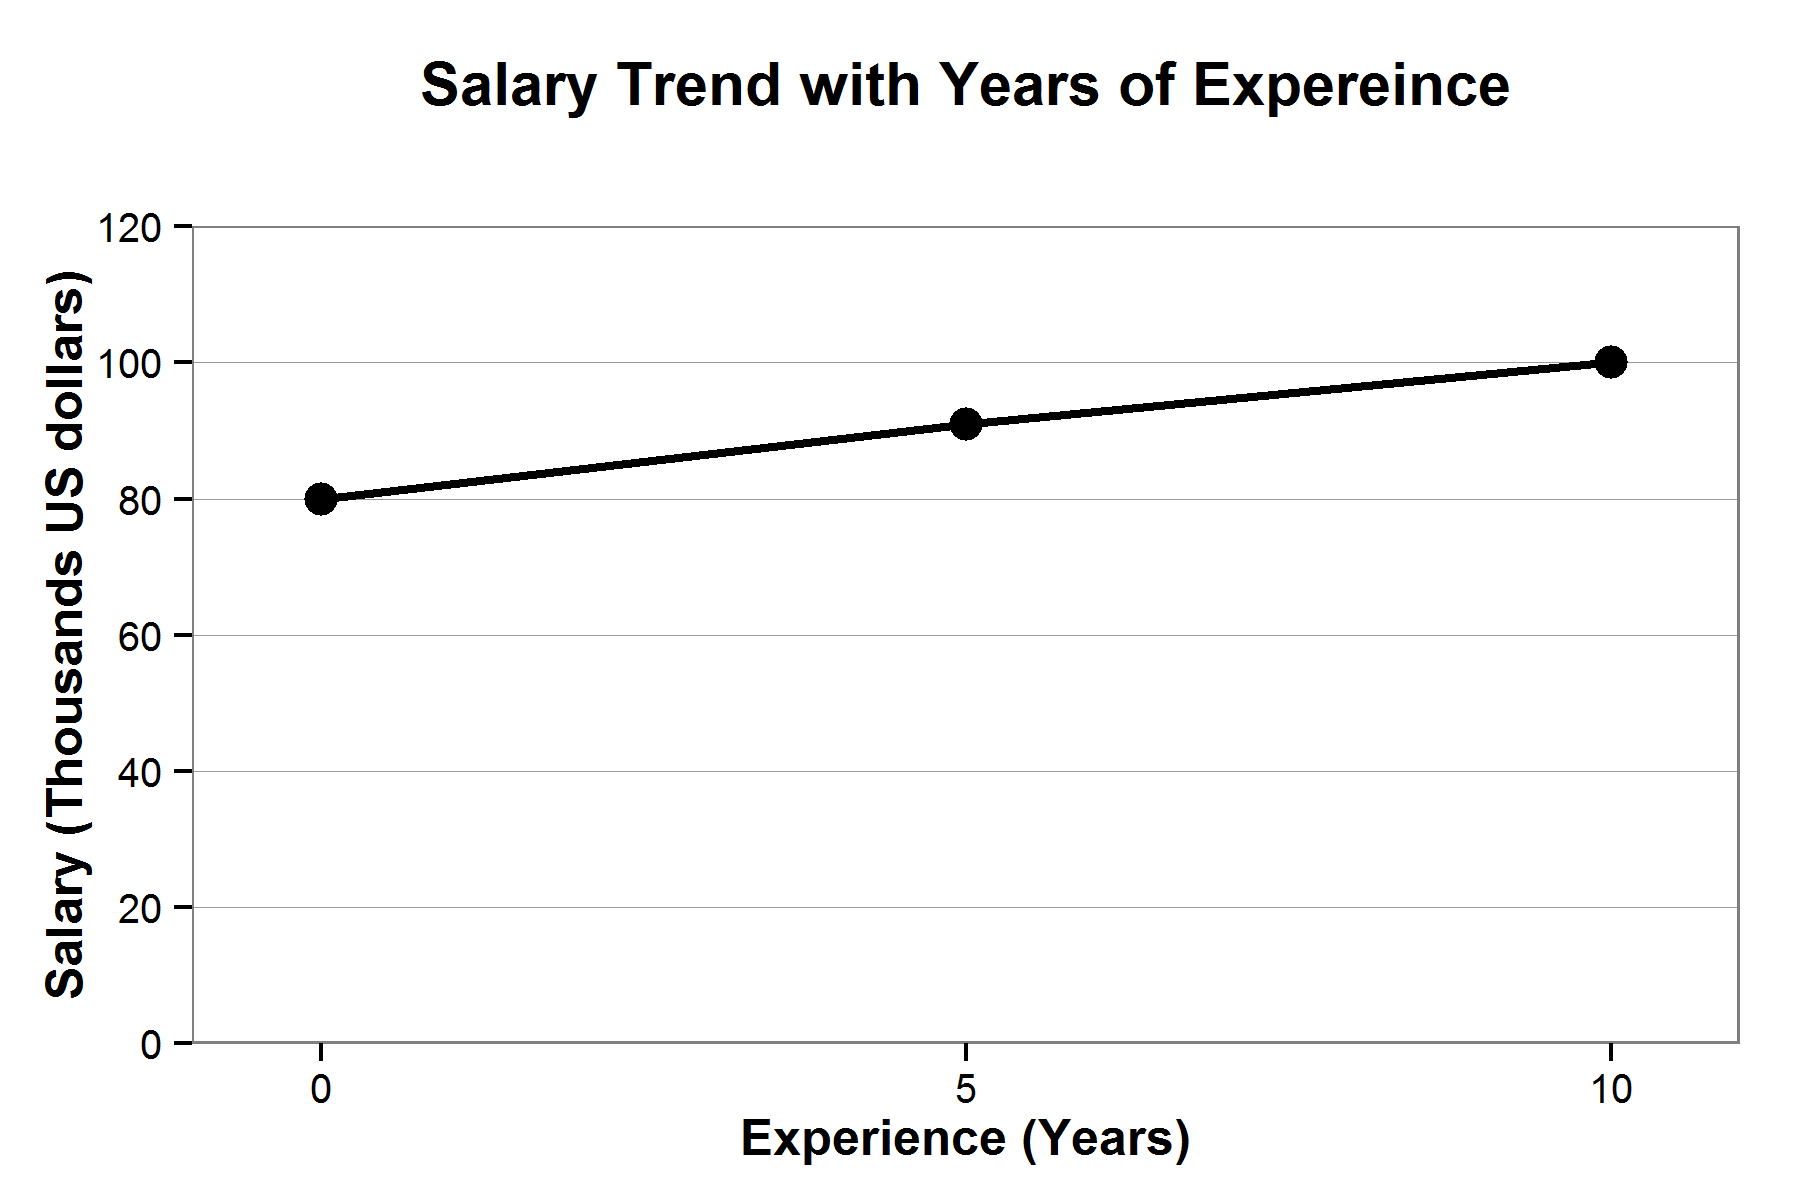 Salary Trend with Years of Expereince
Salary (Thousands US dollars)
120
100
80
60
40
20
0
0 5 10
Experience (Years)